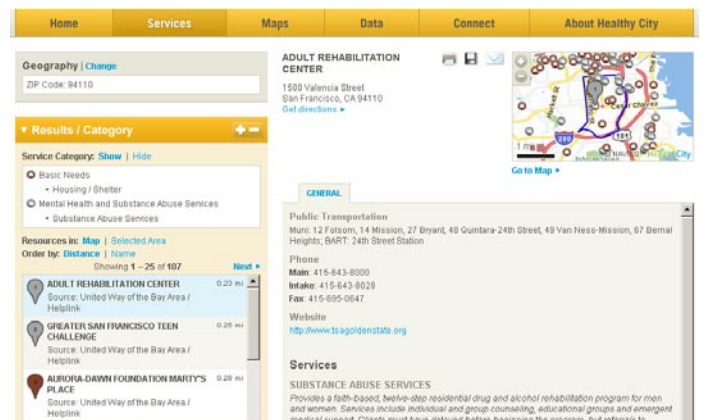 Home Services Maps Data Connect About Healthy City
Geography | Change
ZIP Code: 94110
Results / Category
Service Category: Show | Hide
Basic Needs
• Housing / Shelter
Mental Health and Substance Abuse Services
• Substance Abuse Services
Resources in: Map | Selected Area
Order by: Distance | Name
Showing 1 – 25 of 107 Next
ADULT REHABILITATION CENTER 0.23 mi
Source: United Way of the Bay Area /
Helplink
GREATER SAN FRANCISCO TEEN 0.26 mi
CHALLENGE
Source: United Way of the Bay Area /
Helplink
AURORA-DAWN FOUNDATION MARTY'S 0.28 mi
PLACE
Source: United Way of the Bay Area /
Helplink
ADULT REHABILITATION
CENTER
1500 Valencia Street
San Francisco, CA 94110
Get directions
Market St
Cesar Chavez
280
101
1 mi
Go to Map
GENERAL
Public Transportation
Muni: 12 Folsom, 14 Mission, 27 Bryant, 48 Quintara-24th Street, 49 Van Ness-Mission, 67 Bernal
Heights; BART: 24th Street Station
Phone
Main: 415-643-8000
Intake: 415-643-8028
Fax: 415-695-0647
Website
http://www.tsagoldenstate.org
Services
SUBSTANCE ABUSE SERVICES
Provides a faith-based, twelve-step residential drug and alcohol rehabilitation program for men
and women. Services include individual and group counseling, educational groups and emergent